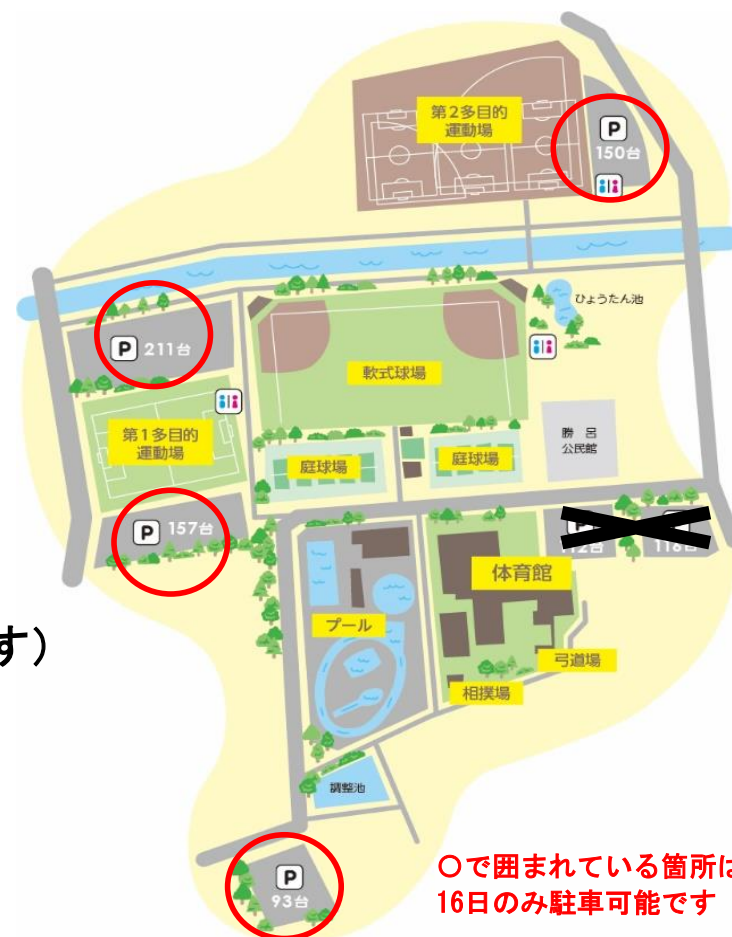 第2多目的
運動場
P
150台
ひょうたん池
P 211台
軟式球場
第1多目的
運動場
勝呂
公民館
庭球場
庭球場
P 157台
体育館
プール
す）
弓道場
相撲場
調整池
P
93台
○で囲まれている箇所は
16日のみ駐車可能です